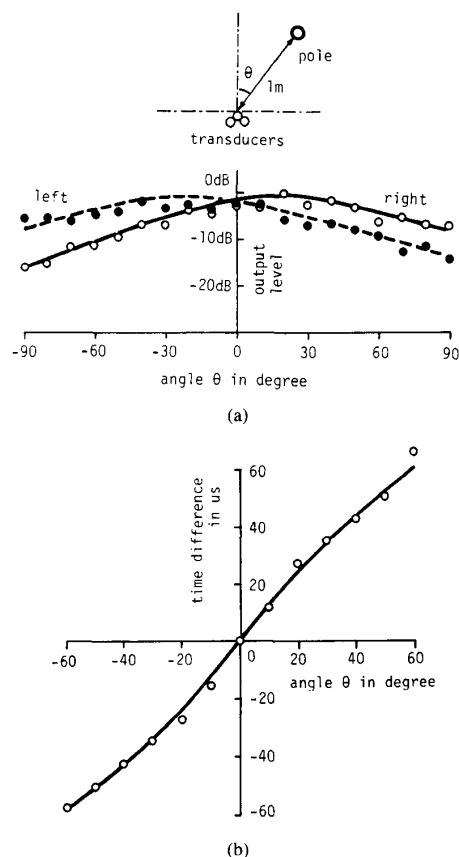 pole
θ
1m
transducers
left
0dB
right
-10dB
output
level
-20dB
-90 -60 -30 0 30 60 90
angle θ in degree
(a)
60
time difference
in us
40
20
-60 -40 -20 0 20 40 60
angle θ in degree
-20
-40
-60
(b)